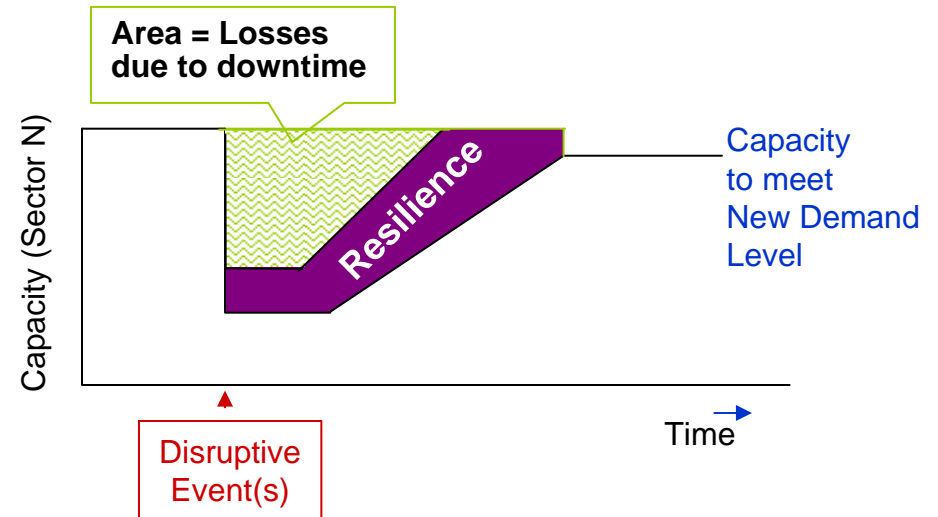 Area = Losses
due to downtime
Capacity (Sector N)
Resilience
Capacity
to meet
New Demand
Level
Time
Disruptive
Event(s)